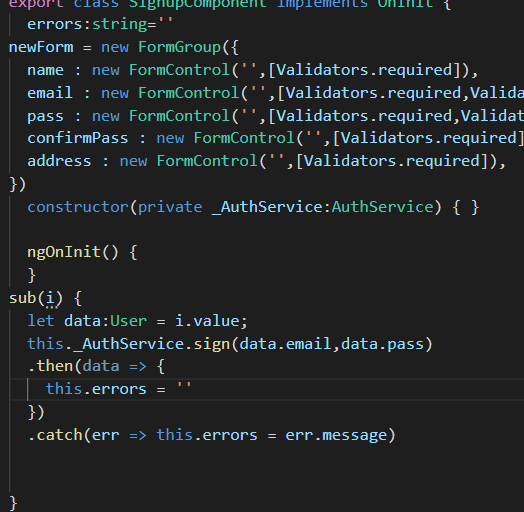 export class SignupComponent implements OnInit {
errors:string=''
newForm = new FormGroup({
name : new FormControl('',[Validators.required]),
email : new FormControl('',[Validators.required,Valida
pass : new FormControl('',[Validators.required,Validat
confirmPass : new FormControl('',[Validators.required]
address : new FormControl('',[Validators.required]),
})
constructor(private _AuthService:AuthService) { }
ngOnInit() {
}
sub(i) {
let data:User = i.value;
this._AuthService.sign(data.email,data.pass)
.then(data => {
this.errors = ''
})
.catch(err => this.errors = err.message)
}